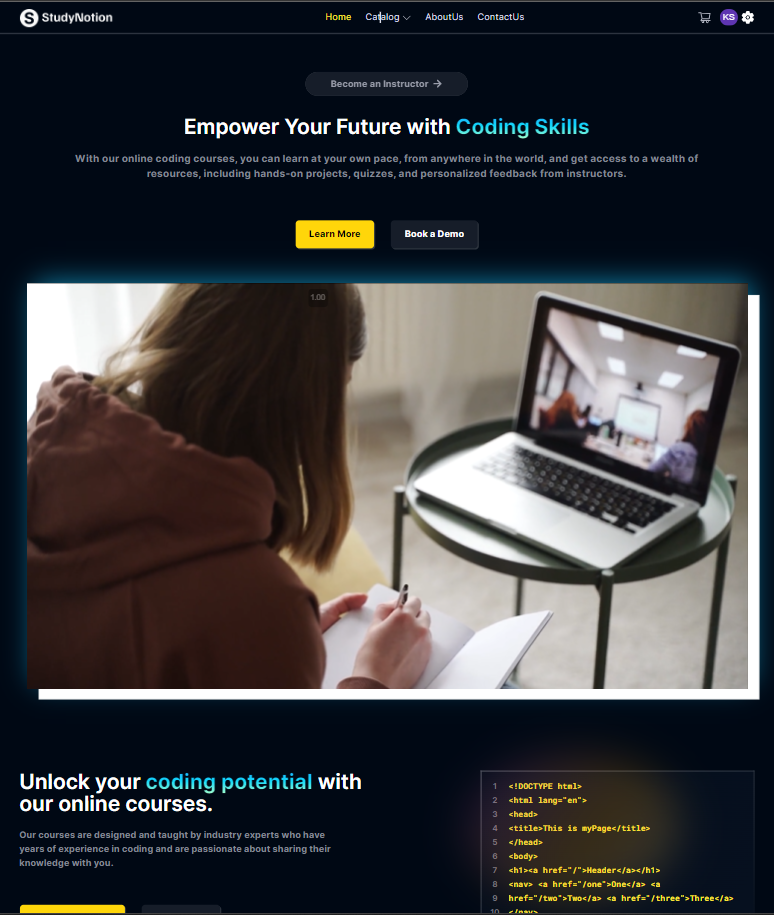 S StudyNotion
Home Catalog AboutUs ContactUs
KS
Become an Instructor →
Empower Your Future with Coding Skills
With our online coding courses, you can learn at your own pace, from anywhere in the world, and get access to a wealth of
resources, including hands-on projects, quizzes, and personalized feedback from instructors.
Learn More Book a Demo
1.00
Unlock your coding potential with
our online courses.
Our courses are designed and taught by industry experts who have
years of experience in coding and are passionate about sharing their
knowledge with you.
1 <!DOCTYPE html>
2 <html lang="en">
3 <head>
4 <title>This is myPage</title>
5 </head>
6 <body>
7 <h1><a href="/">Header</a></h1>
8 <nav> <a href="/one">One</a> <a
9 href="/two">Two</a> <a href="/three">Three</a>
10 </nav>